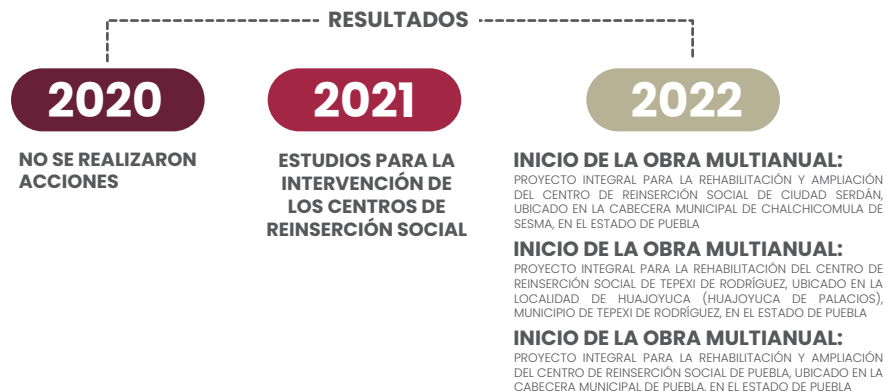 RESULTADOS
2020
NO SE REALIZARON
ACCIONES
2021
ESTUDIOS PARA LA
INTERVENCIÓN DE
LOS CENTROS DE
REINSERCIÓN SOCIAL
2022
INICIO DE LA OBRA MULTIANUAL:
PROYECTO INTEGRAL PARA LA REHABILITACIÓN Y AMPLIACIÓN
DEL CENTRO DE REINSERCIÓN SOCIAL DE CIUDAD SERDÁN,
UBICADO EN LA CABECERA MUNICIPAL DE CHALCHICOMULA DE
SESMA, EN EL ESTADO DE PUEBLA
INICIO DE LA OBRA MULTIANUAL:
PROYECTO INTEGRAL PARA LA REHABILITACIÓN DEL CENTRO DE
REINSERCIÓN SOCIAL DE TEPEXI DE RODRÍGUEZ, UBICADO EN LA
LOCALIDAD DE HUAJOYUCA (HUAJOYUCA DE PALACIOS),
MUNICIPIO DE TEPEXI DE RODRÍGUEZ, EN EL ESTADO DE PUEBLA
INICIO DE LA OBRA MULTIANUAL:
PROYECTO INTEGRAL PARA LA REHABILITACIÓN Y AMPLIACIÓN
DEL CENTRO DE REINSERCIÓN SOCIAL DE PUEBLA, UBICADO EN LA
CABECERA MUNICIPAL DE PUEBLA, EN EL ESTADO DE PUEBLA